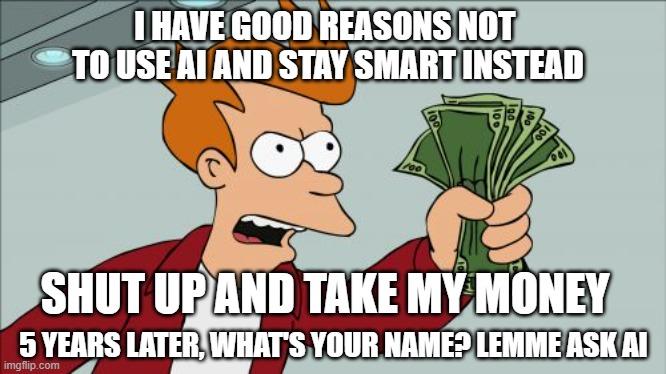 I HAVE GOOD REASONS NOT
TO USE AI AND STAY SMART INSTEAD
SHUT UP AND TAKE MY MONEY
5 YEARS LATER, WHAT'S YOUR NAME? LEMME ASK AI
imgflip.com